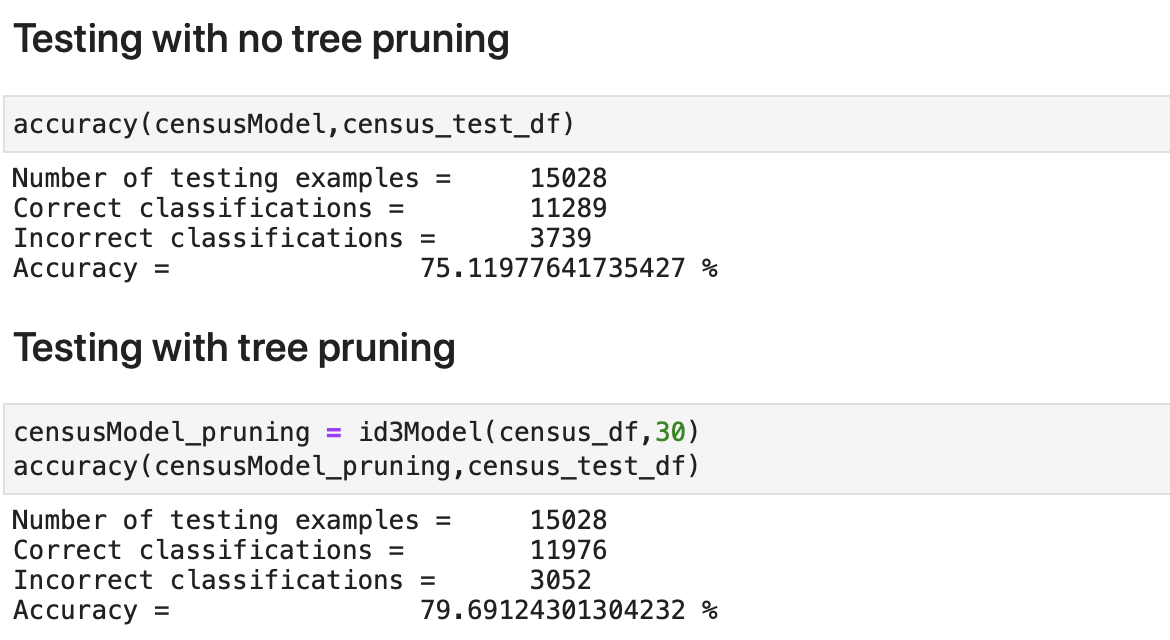 Testing with no tree pruning
accuracy(censusModel,census_test_df)
Number of testing examples = 15028
Correct classifications = 11289
Incorrect classifications = 3739
Accuracy = 75.11977641735427 %
Testing with tree pruning
censusModel_pruning = id3Model(census_df,30)
accuracy(censusModel_pruning,census_test_df)
Number of testing examples = 15028
Correct classifications = 11976
Incorrect classifications = 3052
Accuracy = 79.69124301304232 %